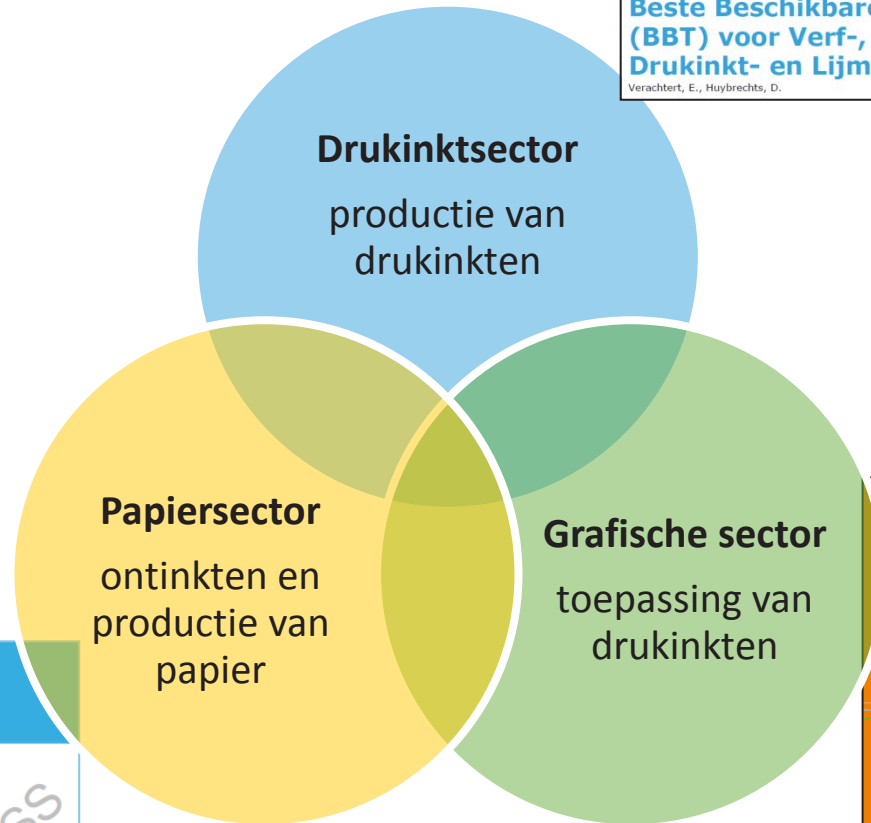 Beste Beschikbare
(BBT) voor Verf-,
Drukinkt- en Lijm
Verachtert, E., Huybrechts, D.
Drukinktsector
productie van
drukinkten
Papiersector
ontinkten en
productie van
papier
Grafische sector
toepassing van
drukinkten